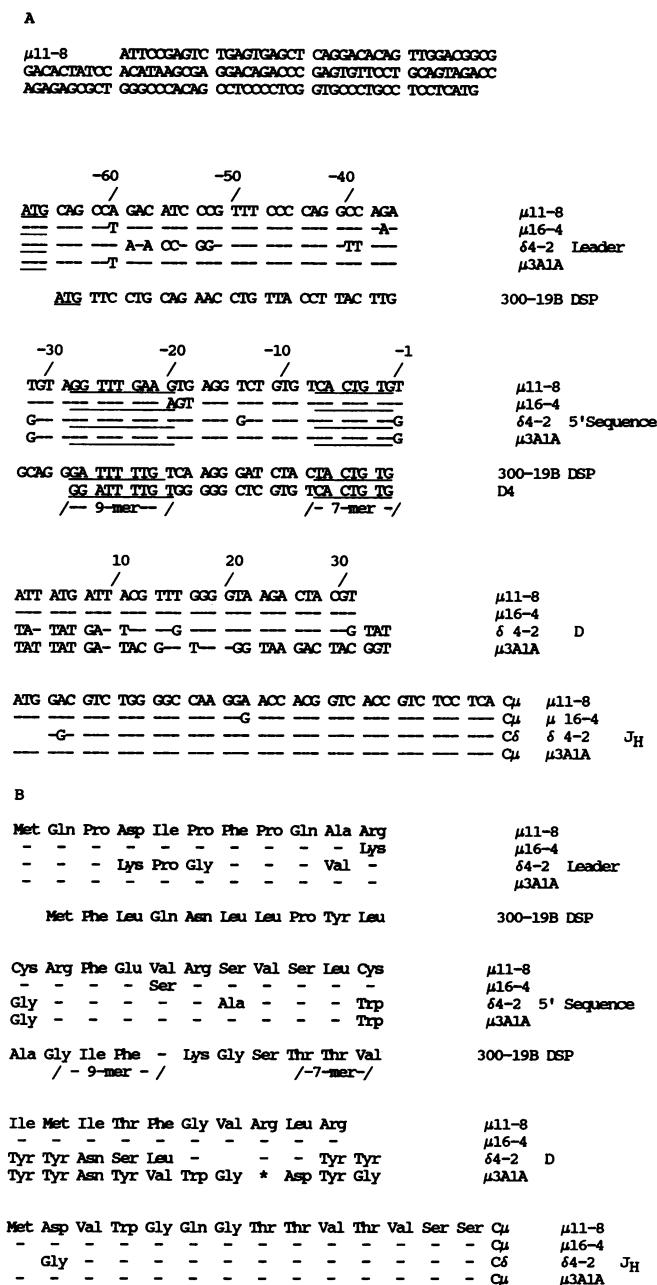 A
μ11-8 ATTCCGAGTC TGAGTGAGCT CAGGACACAG TTGGACGGCG
GACACTATCC ACATAAGCGA GGACAGACCC GAGTGTTCCT GCAGTAGACC
AGAGAGCGCT GGGCCCACAG CCTCCCCTCG GTGCCCTGCC TCCTCATG
-60 -50 -40
/ / /
ATG CAG CCA GAC ATC CCG TTT CCC CAG GCC AGA μ11-8
--- --- --T --- --- --- --- --- --- --- -A- μ16-4
--- --- --- A-A CC- GG- --- --- --- -TT --- δ4-2 Leader
--- --- --T --- --- --- --- --- --- --- --- μ3A1A
ATG TTC CTG CAG AAC CTG TTA CCT TAC TTG 300-19B DSP
-30 -20 -10 -1
/ / / /
TGT AGG TTT GAA GTG AGG TCT GTG TCA CTG TGT μ11-8
--- --- --- --- AGT --- --- --- --- --- --- μ16-4
G-- --- --- --- --- --- G-- --- --- --- --G δ4-2 5'Sequence
G-- --- --- --- --- --- --- --- --- --- --G μ3A1A
GCAG GGA TTT TTG TCA AGG GAT CTA CTA CTG TG 300-19B DSP
GG ATT TTG TGG GGG CTC GTG TCA CTG TG D4
/-- 9-mer-- / /- 7-mer -/
10 20 30
/ / /
ATT ATG ATT ACG TTT GGG GTA AGA CTA CGT μ11-8
--- --- --- --- --- --- --- --- --- --- μ16-4
TA- TAT GA- T-- --G --- --- --- --- --G TAT δ 4-2 D
TAT TAT GA- TAC G-- T-- -GG TAA GAC TAC GGT μ3A1A
ATG GAC GTC TGG GGC CAA GGA ACC ACG GTC ACC GTC TCC TCA Cμ μ11-8
--- --- --- --- --- --- --G --- --- --- --- --- --- --- Cμ μ 16-4
--- -G- --- --- --- --- --- --- --- --- --- --- --- --- Cδ δ 4-2 JH
--- --- --- --- --- --- --- --- --- --- --- --- --- --- Cμ μ3A1A
B
Met Gln Pro Asp Ile Pro Phe Pro Gln Ala Arg μ11-8
- - - - - - - - - - Lys μ16-4
- - - Lys Pro Gly - - - Val - δ4-2 Leader
- - - - - - - - - - - μ3A1A
Met Phe Leu Gln Asn Leu Leu Pro Tyr Leu 300-19B DSP
Cys Arg Phe Glu Val Arg Ser Val Ser Leu Cys μ11-8
- - - - Ser - - - - - - μ16-4
Gly - - - - - Ala - - - Trp δ4-2 5' Sequence
Gly - - - - - - - - - Trp μ3A1A
Ala Gly Ile Phe - Lys Gly Ser Thr Thr Val 300-19B DSP
/ - 9-mer - / /-7-mer-/
Ile Met Ile Thr Phe Gly Val Arg Leu Arg μ11-8
- - - - - - - - - - μ16-4
Tyr Tyr Asn Ser Leu - - - - Tyr Tyr δ4-2 D
Tyr Tyr Asn Tyr Val Trp Gly * Asp Tyr Gly μ3A1A
Met Asp Val Trp Gly Gln Gly Thr Thr Val Thr Val Ser Ser Cμ μ11-8
- - - - - - - - - - - - - - Cμ μ16-4
- Gly - - - - - - - - - - - - Cδ δ4-2 JH
- - - - - - - - - - - - - - Cμ μ3A1A